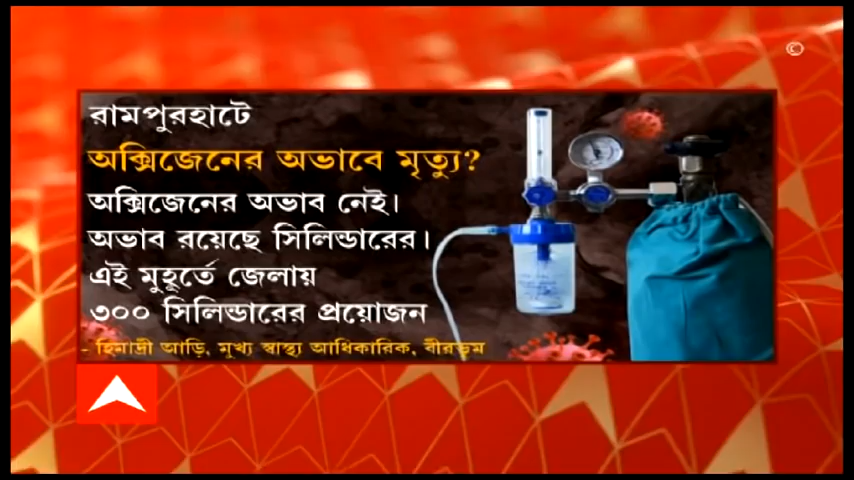 ©
রামপুরহাটে
অক্সিজেনের অভাবে মৃত্যু?
অক্সিজেনের অভাব নেই।
অভাব রয়েছে সিলিন্ডারের।
এই মুহূর্তে জেলায়
৩০০ সিলিন্ডারের প্রয়োজন
- হিমাদ্রী আড়ি, মুখ্য স্বাস্থ্য আধিকারিক, বীরভূম